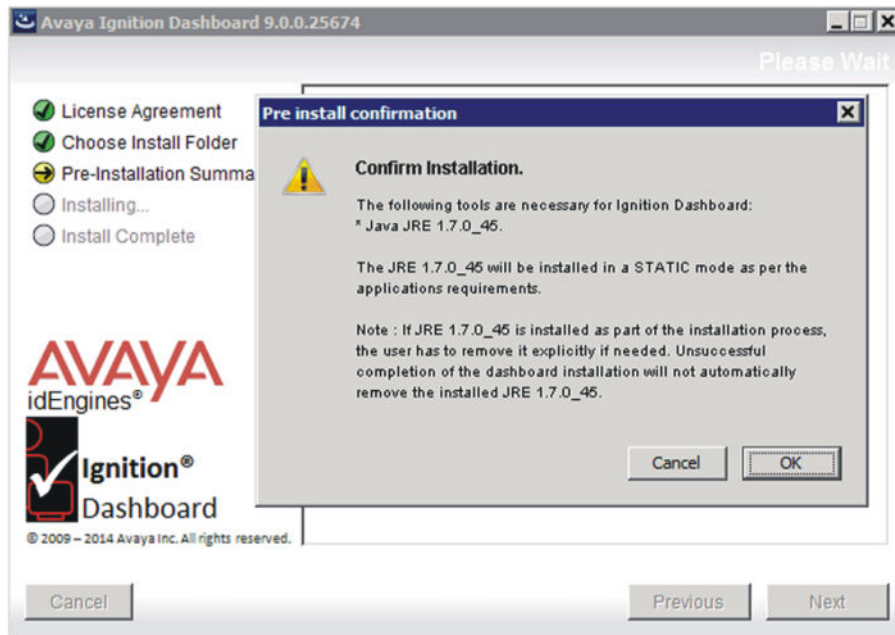 Avaya Ignition Dashboard 9.0.0.25674
Please Wait
License Agreement
Choose Install Folder
Pre-Installation Summa
Installing...
Install Complete
AVAYA
idEngines®
Ignition®
Dashboard
© 2009 – 2014 Avaya Inc. All rights reserved.
Pre install confirmation
Confirm Installation.
The following tools are necessary for Ignition Dashboard:
* Java JRE 1.7.0_45.
The JRE 1.7.0_45 will be installed in a STATIC mode as per the
applications requirements.
Note : If JRE 1.7.0_45 is installed as part of the installation process,
the user has to remove it explicitly if needed. Unsuccessful
completion of the dashboard installation will not automatically
remove the installed JRE 1.7.0_45.
Cancel
OK
Cancel
Previous
Next